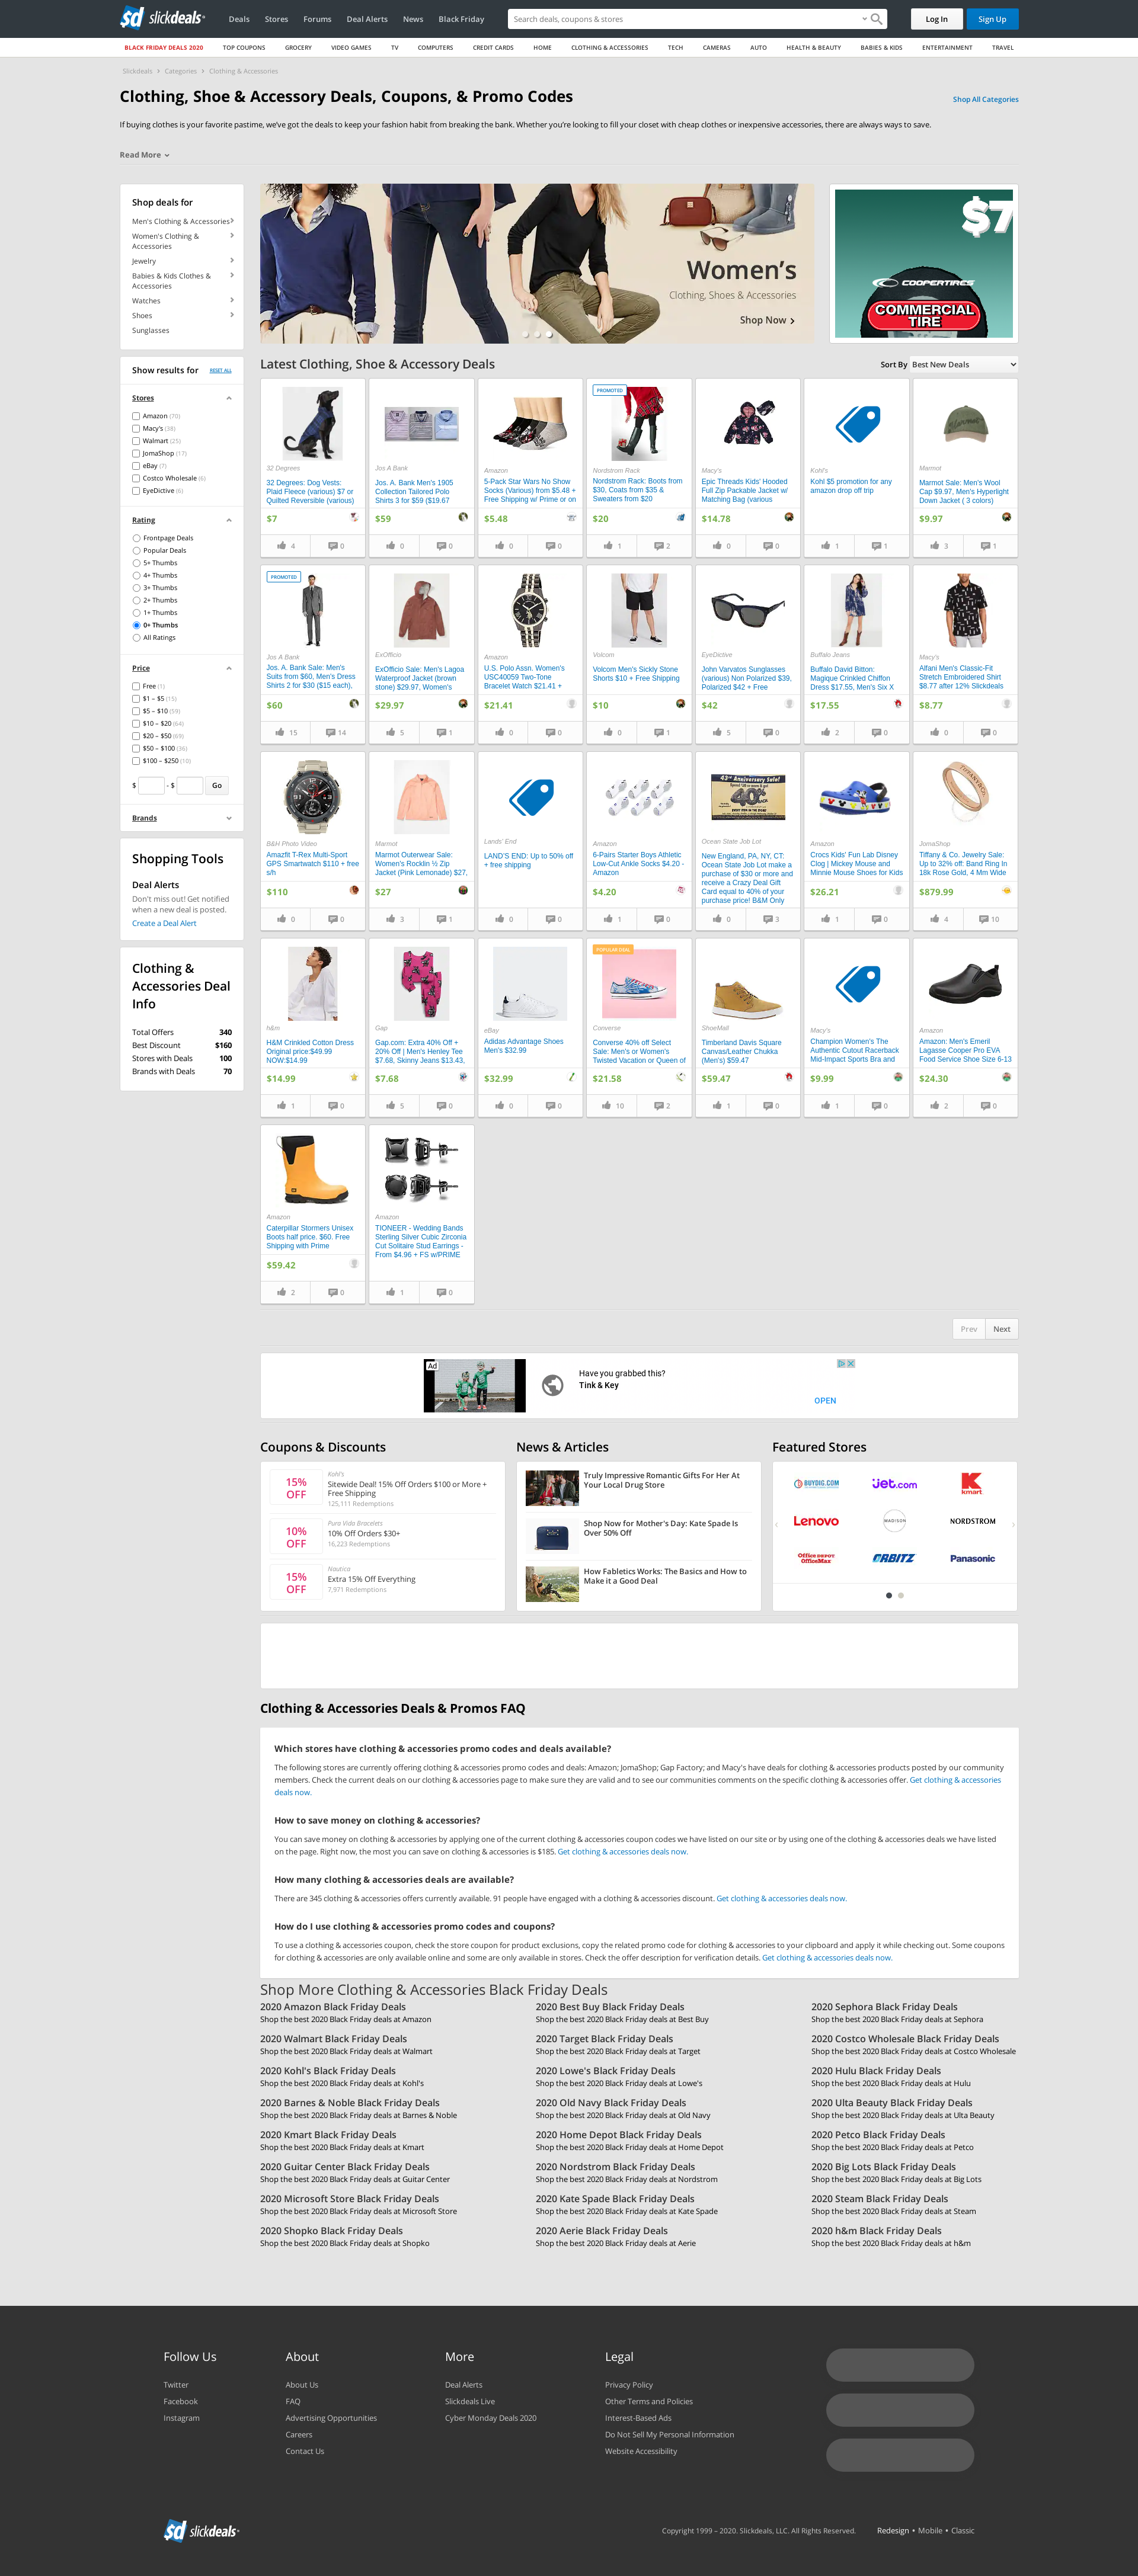 sd slickdeals
Deals
Stores
Forums
Deal Alerts
News
Black Friday
Search deals, coupons & stores
Log In
Sign Up
BLACK FRIDAY DEALS 2020
TOP COUPONS
GROCERY
VIDEO GAMES
TV
COMPUTERS
CREDIT CARDS
HOME
CLOTHING & ACCESSORIES
TECH
CAMERAS
AUTO
HEALTH & BEAUTY
BABIES & KIDS
ENTERTAINMENT
TRAVEL
Slickdeals > Categories > Clothing & Accessories
Clothing, Shoe & Accessory Deals, Coupons, & Promo Codes
Shop All Categories
If buying clothes is your favorite pastime, we've got the deals to keep your fashion habit from breaking the bank. Whether you're looking to fill your closet with cheap clothes or inexpensive accessories, there are always ways to save.
Read More
Shop deals for
Men's Clothing & Accessories
Women's Clothing &
Accessories
Jewelry
Babies & Kids Clothes &
Accessories
Watches
Shoes
Sunglasses
Show results for
RESET ALL
Stores
Amazon (70)
Macy's (38)
Walmart (25)
JomaShop (17)
eBay (7)
Costco Wholesale (6)
EyeDictive (6)
Rating
Frontpage Deals
Popular Deals
5+ Thumbs
4+ Thumbs
3+ Thumbs
2+ Thumbs
1+ Thumbs
0+ Thumbs
All Ratings
Price
Free (1)
$1 – $5 (15)
$5 – $10 (59)
$10 – $20 (64)
$20 – $50 (69)
$50 – $100 (36)
$100 – $250 (10)
$ - $ Go
Brands
Shopping Tools
Deal Alerts
Don't miss out! Get notified
when a new deal is posted.
Create a Deal Alert
Clothing &
Accessories Deal
Info
Total Offers 340
Best Discount $160
Stores with Deals 100
Brands with Deals 70
Women's
Clothing, Shoes & Accessories
Shop Now
$7
COOPERTIRES
COMMERCIAL
TIRE
Latest Clothing, Shoe & Accessory Deals
Sort By Best New Deals
32 Degrees
32 Degrees: Dog Vests:
Plaid Fleece (various) $7 or
Quilted Reversible (various)
$7
4
0
Jos A Bank
Jos. A. Bank Men's 1905
Collection Tailored Polo
Shirts 3 for $59 ($19.67
$59
0
0
Amazon
5-Pack Star Wars No Show
Socks (Various) from $5.48 +
Free Shipping w/ Prime or on
$5.48
0
0
PROMOTED
Nordstrom Rack
Nordstrom Rack: Boots from
$30, Coats from $35 &
Sweaters from $20
$20
1
2
Macy's
Epic Threads Kids' Hooded
Full Zip Packable Jacket w/
Matching Bag (various
$14.78
0
0
Kohl's
Kohl $5 promotion for any
amazon drop off trip
1
1
Marmot
Marmot Sale: Men's Wool
Cap $9.97, Men's Hyperlight
Down Jacket ( 3 colors)
$9.97
3
1
PROMOTED
Jos A Bank
Jos. A. Bank Sale: Men's
Suits from $60, Men's Dress
Shirts 2 for $30 ($15 each),
$60
15
14
ExOfficio
ExOfficio Sale: Men's Lagoa
Waterproof Jacket (brown
stone) $29.97, Women's
$29.97
5
1
Amazon
U.S. Polo Assn. Women's
USC40059 Two-Tone
Bracelet Watch $21.41 +
$21.41
0
0
Volcom
Volcom Men's Sickly Stone
Shorts $10 + Free Shipping
$10
0
1
EyeDictive
John Varvatos Sunglasses
(various) Non Polarized $39,
Polarized $42 + Free
$42
5
0
Buffalo Jeans
Buffalo David Bitton:
Magique Crinkled Chiffon
Dress $17.55, Men's Six X
$17.55
2
0
Macy's
Alfani Men's Classic-Fit
Stretch Embroidered Shirt
$8.77 after 12% Slickdeals
$8.77
0
0
B&H Photo Video
Amazfit T-Rex Multi-Sport
GPS Smartwatch $110 + free
s/h
$110
0
0
Marmot
Marmot Outerwear Sale:
Women's Rocklin ½ Zip
Jacket (Pink Lemonade) $27,
$27
3
1
Lands' End
LAND'S END: Up to 50% off
+ free shipping
0
0
Amazon
6-Pairs Starter Boys Athletic
Low-Cut Ankle Socks $4.20 -
Amazon
$4.20
1
0
43rd Anniversary Sale!
40% BACK
Ocean State Job Lot
New England, PA, NY, CT:
Ocean State Job Lot make a
purchase of $30 or more and
receive a Crazy Deal Gift
Card equal to 40% of your
purchase price! B&M Only
0
3
Amazon
Crocs Kids' Fun Lab Disney
Clog | Mickey Mouse and
Minnie Mouse Shoes for Kids
$26.21
1
0
JomaShop
Tiffany & Co. Jewelry Sale:
Up to 32% off: Band Ring In
18k Rose Gold, 4 Mm Wide
$879.99
4
10
h&m
H&M Crinkled Cotton Dress
Original price:$49.99
NOW:$14.99
$14.99
1
0
Gap
Gap.com: Extra 40% Off +
20% Off | Men's Henley Tee
$7.68, Skinny Jeans $13.43,
$7.68
5
0
eBay
Adidas Advantage Shoes
Men's $32.99
$32.99
0
0
POPULAR DEAL
Converse
Converse 40% off Select
Sale: Men's or Women's
Twisted Vacation or Queen of
$21.58
10
2
ShoeMall
Timberland Davis Square
Canvas/Leather Chukka
(Men's) $59.47
$59.47
1
0
Macy's
Champion Women's The
Authentic Cutout Racerback
Mid-Impact Sports Bra and
$9.99
1
0
Amazon
Amazon: Men's Emeril
Lagasse Cooper Pro EVA
Food Service Shoe Size 6-13
$24.30
2
0
Amazon
Caterpillar Stormers Unisex
Boots half price. $60. Free
Shipping with Prime
$59.42
2
0
Amazon
TIONEER - Wedding Bands
Sterling Silver Cubic Zirconia
Cut Solitaire Stud Earrings -
From $4.96 + FS w/PRIME
1
0
Prev
Next
Ad
Have you grabbed this?
Tink & Key
OPEN
Coupons & Discounts
15%
OFF
Kohl's
Sitewide Deal! 15% Off Orders $100 or More +
Free Shipping
125,111 Redemptions
10%
OFF
Pura Vida Bracelets
10% Off Orders $30+
16,223 Redemptions
15%
OFF
Nautica
Extra 15% Off Everything
7,971 Redemptions
News & Articles
Truly Impressive Romantic Gifts For Her At
Your Local Drug Store
Shop Now for Mother's Day: Kate Spade Is
Over 50% Off
How Fabletics Works: The Basics and How to
Make it a Good Deal
Featured Stores
BUYDIG.COM
jet.com
kmart
Lenovo
MADISON
NORDSTROM
Office DEPOT
OfficeMax
ORBITZ
Panasonic
Clothing & Accessories Deals & Promos FAQ
Which stores have clothing & accessories promo codes and deals available?
The following stores are currently offering clothing & accessories promo codes and deals: Amazon; JomaShop; Gap Factory; and Macy's have deals for clothing & accessories products posted by our community
members. Check the current deals on our clothing & accessories page to make sure they are valid and to see our communities comments on the specific clothing & accessories offer. Get clothing & accessories
deals now.
How to save money on clothing & accessories?
You can save money on clothing & accessories by applying one of the current clothing & accessories coupon codes we have listed on our site or by using one of the clothing & accessories deals we have listed
on the page. Right now, the most you can save on clothing & accessories is $185. Get clothing & accessories deals now.
How many clothing & accessories deals are available?
There are 345 clothing & accessories offers currently available. 91 people have engaged with a clothing & accessories discount. Get clothing & accessories deals now.
How do I use clothing & accessories promo codes and coupons?
To use a clothing & accessories coupon, check the store coupon for product exclusions, copy the related promo code for clothing & accessories to your clipboard and apply it while checking out. Some coupons
for clothing & accessories are only available online and some are only available in stores. Check the offer description for verification details. Get clothing & accessories deals now.
Shop More Clothing & Accessories Black Friday Deals
2020 Amazon Black Friday Deals
Shop the best 2020 Black Friday deals at Amazon
2020 Best Buy Black Friday Deals
Shop the best 2020 Black Friday deals at Best Buy
2020 Sephora Black Friday Deals
Shop the best 2020 Black Friday deals at Sephora
2020 Walmart Black Friday Deals
Shop the best 2020 Black Friday deals at Walmart
2020 Target Black Friday Deals
Shop the best 2020 Black Friday deals at Target
2020 Costco Wholesale Black Friday Deals
Shop the best 2020 Black Friday deals at Costco Wholesale
2020 Kohl's Black Friday Deals
Shop the best 2020 Black Friday deals at Kohl's
2020 Lowe's Black Friday Deals
Shop the best 2020 Black Friday deals at Lowe's
2020 Hulu Black Friday Deals
Shop the best 2020 Black Friday deals at Hulu
2020 Barnes & Noble Black Friday Deals
Shop the best 2020 Black Friday deals at Barnes & Noble
2020 Old Navy Black Friday Deals
Shop the best 2020 Black Friday deals at Old Navy
2020 Ulta Beauty Black Friday Deals
Shop the best 2020 Black Friday deals at Ulta Beauty
2020 Kmart Black Friday Deals
Shop the best 2020 Black Friday deals at Kmart
2020 Home Depot Black Friday Deals
Shop the best 2020 Black Friday deals at Home Depot
2020 Petco Black Friday Deals
Shop the best 2020 Black Friday deals at Petco
2020 Guitar Center Black Friday Deals
Shop the best 2020 Black Friday deals at Guitar Center
2020 Nordstrom Black Friday Deals
Shop the best 2020 Black Friday deals at Nordstrom
2020 Big Lots Black Friday Deals
Shop the best 2020 Black Friday deals at Big Lots
2020 Microsoft Store Black Friday Deals
Shop the best 2020 Black Friday deals at Microsoft Store
2020 Kate Spade Black Friday Deals
Shop the best 2020 Black Friday deals at Kate Spade
2020 Steam Black Friday Deals
Shop the best 2020 Black Friday deals at Steam
2020 Shopko Black Friday Deals
Shop the best 2020 Black Friday deals at Shopko
2020 Aerie Black Friday Deals
Shop the best 2020 Black Friday deals at Aerie
2020 h&m Black Friday Deals
Shop the best 2020 Black Friday deals at h&m
Follow Us
Twitter
Facebook
Instagram
About
About Us
FAQ
Advertising Opportunities
Careers
Contact Us
More
Deal Alerts
Slickdeals Live
Cyber Monday Deals 2020
Legal
Privacy Policy
Other Terms and Policies
Interest-Based Ads
Do Not Sell My Personal Information
Website Accessibility
sd slickdeals
Copyright 1999 – 2020. Slickdeals, LLC. All Rights Reserved.
Redesign • Mobile • Classic